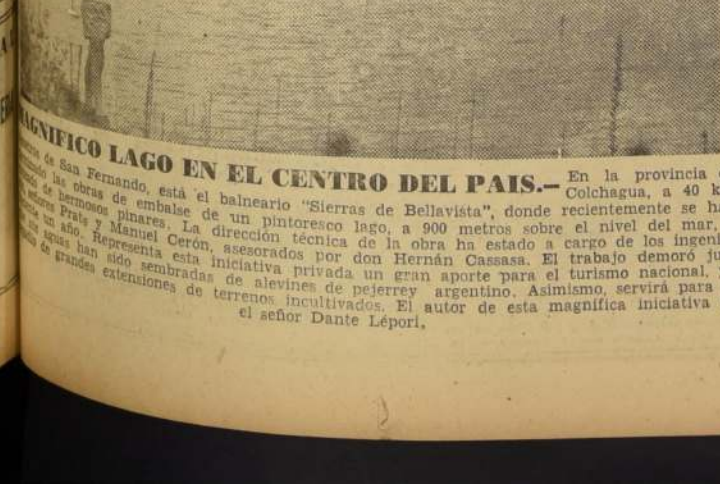 MAGNIFICO LAGO EN EL CENTRO DEL PAIS.— En la provincia
de San Fernando, está el balneario "Sierras de Bellavista", Colchagua, a 40
las obras de embalse de un pintoresco lago, a 900 metros sobre el nivel del mar, donde recientemente se
de hermosos pinares. La dirección técnica de la obra ha estado a cargo de los
señores Prats y Manuel Cerón, asesorados por don Hernán Cassasa. El trabajo demoró
un año. Representa esta iniciativa privada un gran aporte para el turismo nacional,
aguas han sido sembradas de alevines de pejerrey argentino. Asimismo, servirá para
de grandes extensiones de terrenos incultivados. El autor de esta magnífica iniciativa
el señor Dante Lépori,